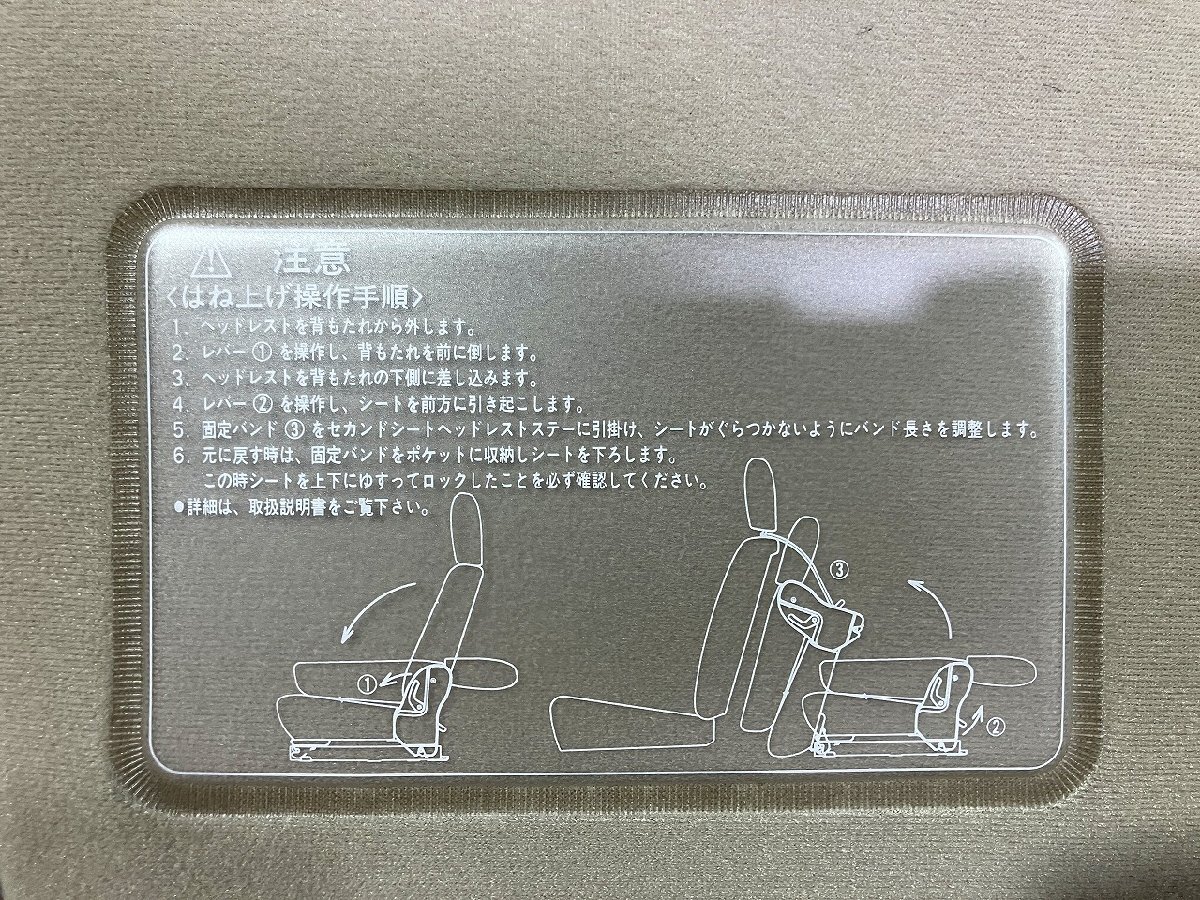 注意
<はね上げ操作手順>
1. ヘッドレストを背もたれから外します。
2. レバー①を操作し、背もたれを前に倒します。
3. ヘッドレストを背もたれの下側に差し込みます。
4. レバー②を操作し、シートを前方に引き起こします。
5. 固定バンド③をセカンドシートヘッドレストステーに引掛け、シートがぐらつかないようにバンド長さを調整します。
6. 元に戻す時は、固定バンドをポケットに収納しシートを下ろします。
この時シートを上下にゆすってロックしたことを必ず確認してください。
●詳細は、取扱説明書をご覧下さい。
③
①
②